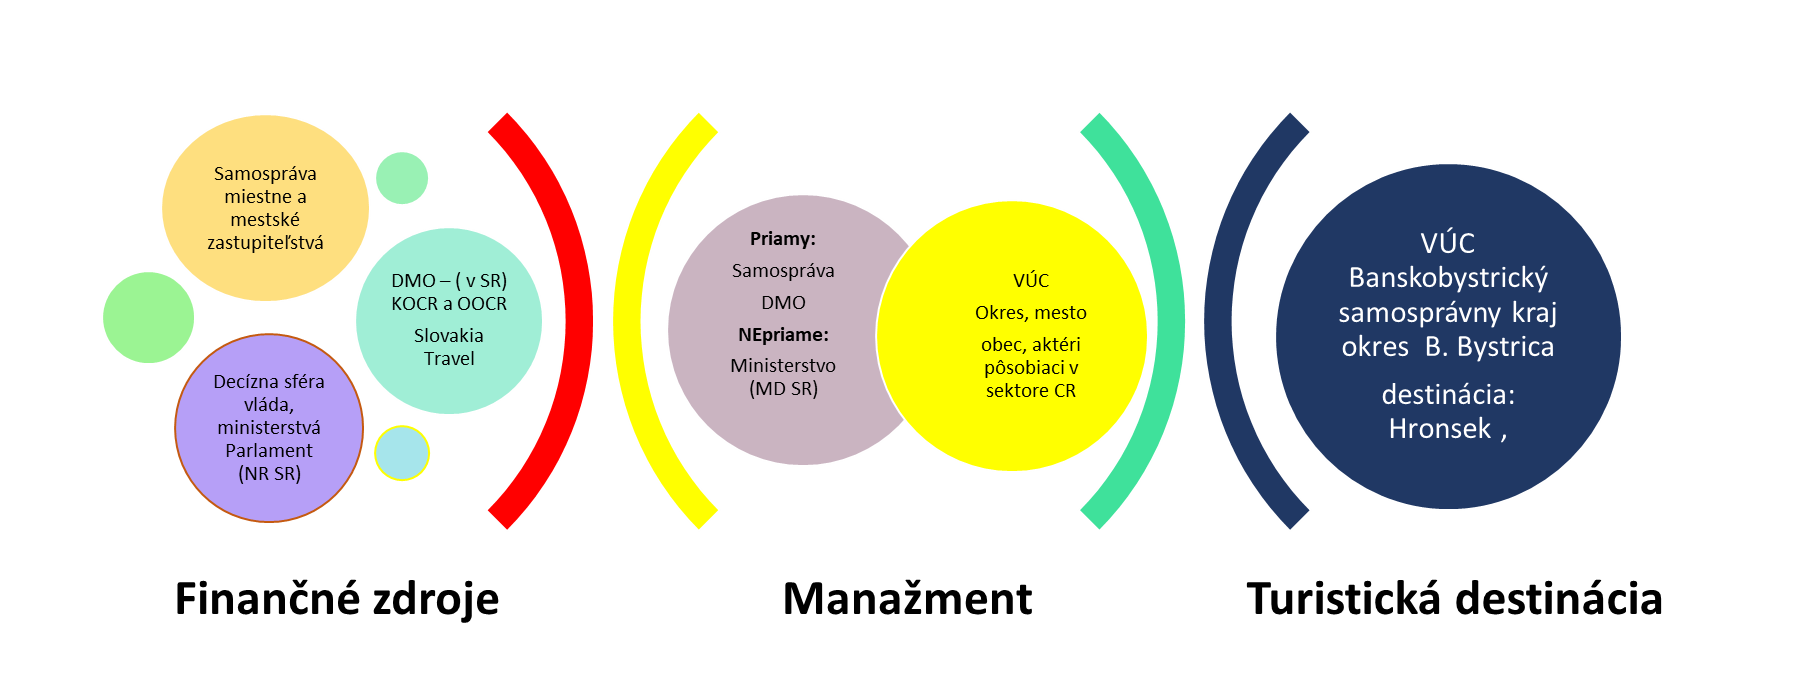 Samospráva
miestne a
mestské
zastupiteľstvá
DMO – ( v SR)
KOCR a OOCR
Slovakia
Travel
Decízna sféra
vláda,
ministerstvá
Parlament
(NR SR)
Finančné zdroje
Priamy:
Samospráva
DMO
NEpriame:
Ministerstvo
(MD SR)
VÚC
Okres, mesto
obec, aktéri
pôsobiaci v
sektore CR
Manažment
VÚC
Banskobystrický
samosprávny kraj
okres  B. Bystrica
destinácia:
Hronsek ,
Turistická destinácia